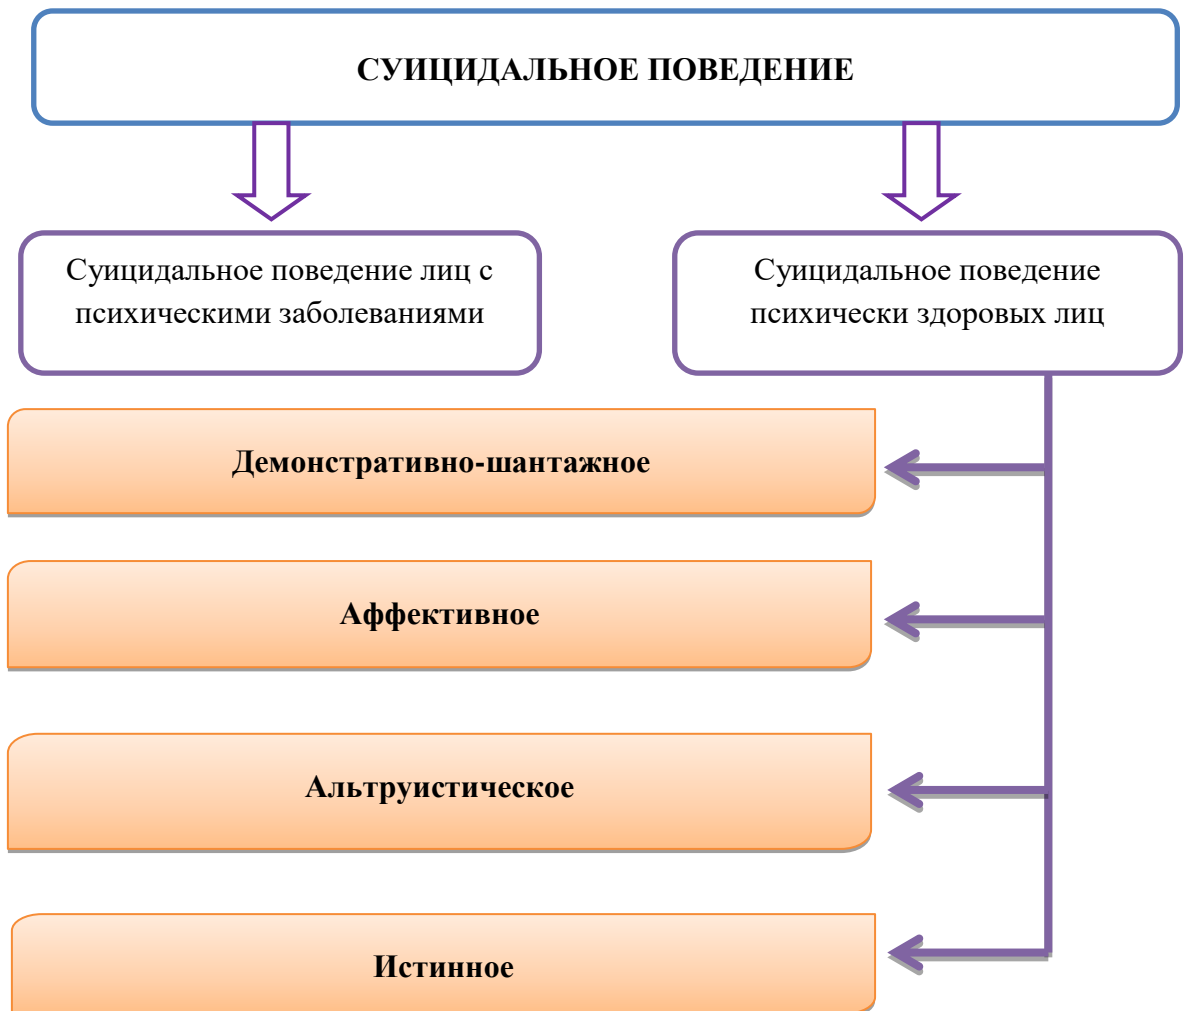 СУИЦИДАЛЬНОЕ ПОВЕДЕНИЕ
Суицидальное поведение лиц с
психическими заболеваниями
Суицидальное поведение
психически здоровых лиц
Демонстративно-шантажное
Аффективное
Альтруистическое
Истинное